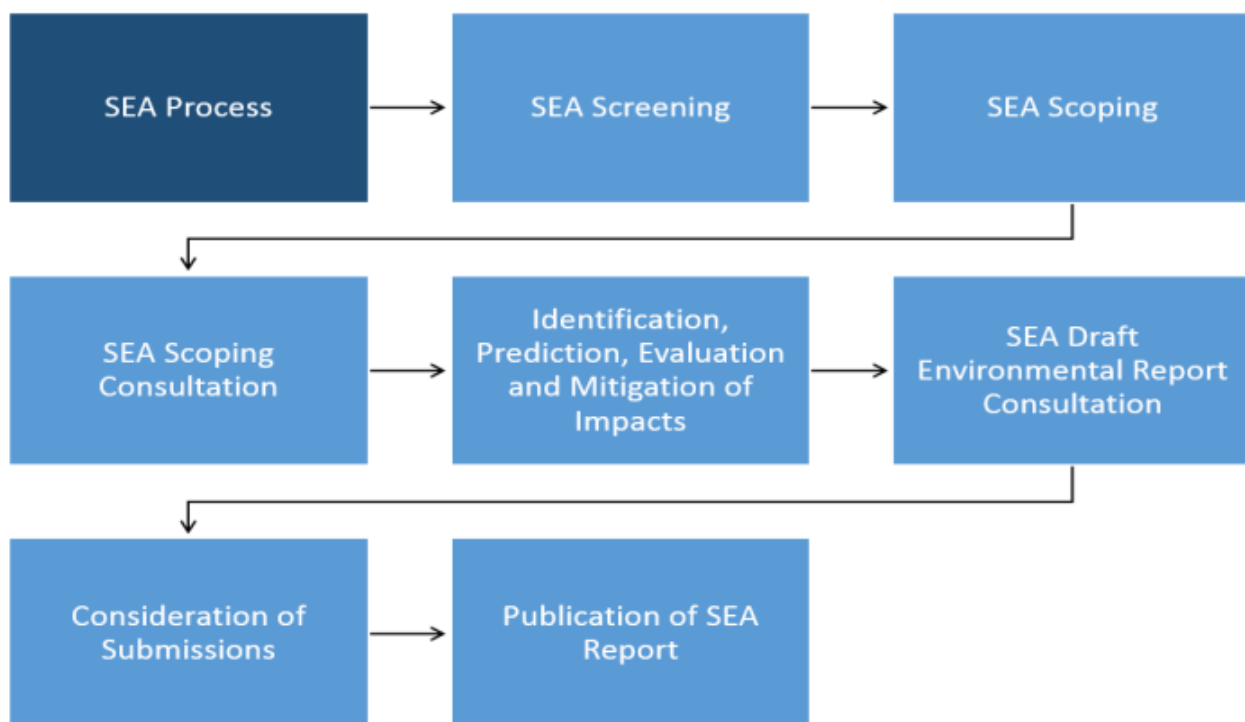 SEA Process
SEA Screening
SEA Scoping
SEA Scoping
Consultation
Identification,
Prediction, Evaluation
and Mitigation of
Impacts
SEA Draft
Environmental Report
Consultation
Consideration of
Submissions
Publication of SEA
Report